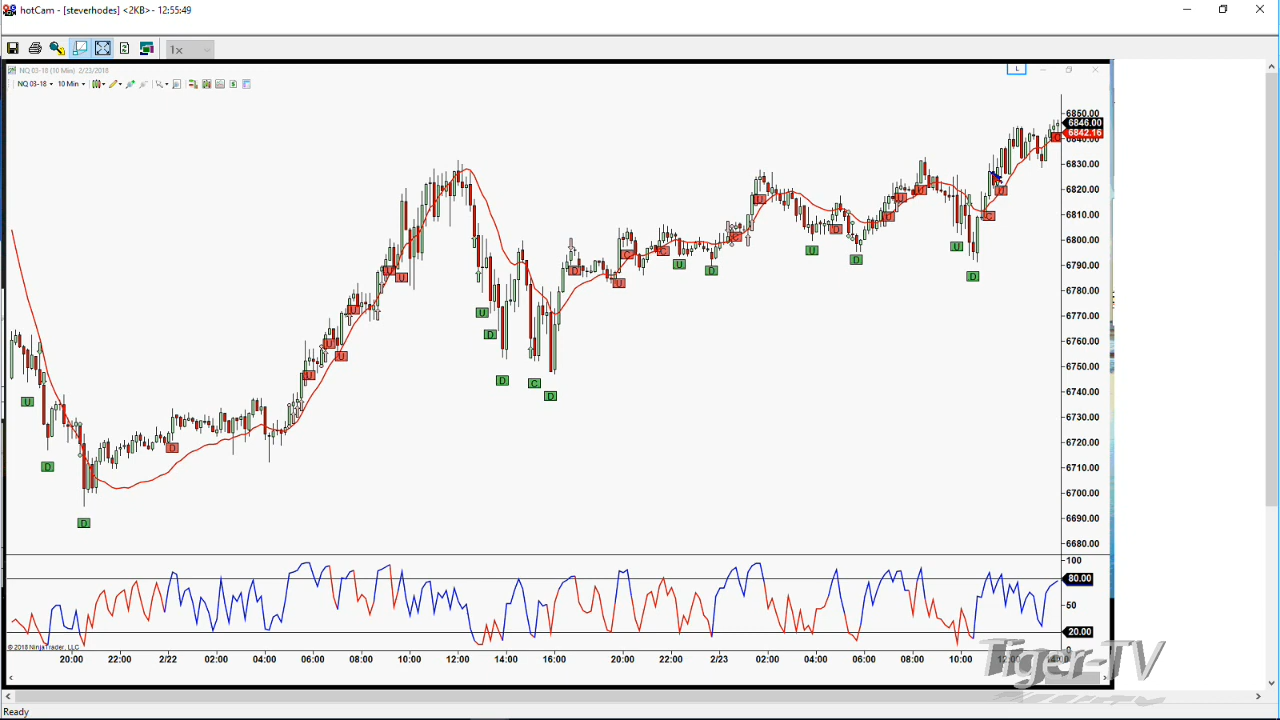 hotCam - [steverhodes] <2KB> - 12:55:49
1x
NQ 03-18 (10 Min) 2/23/2018
NQ 03-18 10 Min
L
6850.00
6846.00
6842.16
6840.00
6830.00
6820.00
6810.00
6800.00
6790.00
6780.00
6770.00
6760.00
6750.00
6740.00
6730.00
6720.00
6710.00
6700.00
6690.00
6680.00
U D D D U U U U U U U D D C D D U C C U D C U D D D U U U U D C U D
100
80.00
50
20.00
0
© 2018 NinjaTrader, LLC
20:00 22:00 2/22 02:00 04:00 06:00 08:00 10:00 12:00 14:00 16:00 20:00 22:00 2/23 02:00 04:00 06:00 08:00 10:00 12:00 14:00
Tiger-TV
Ready